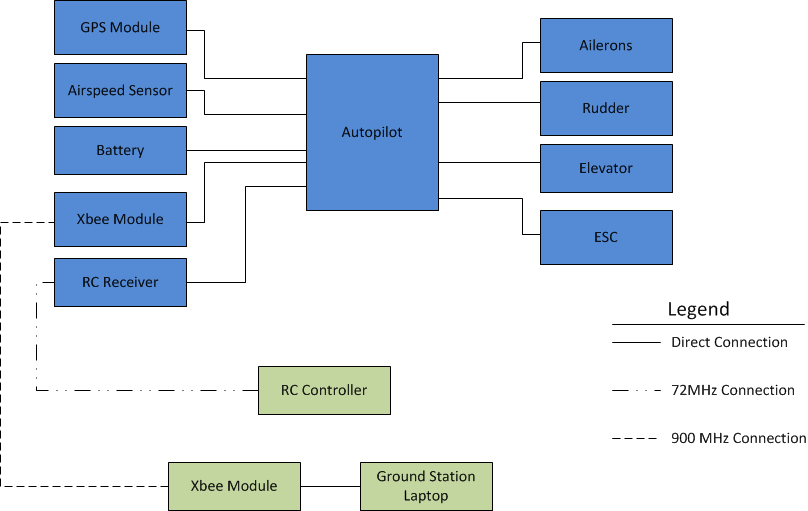 GPS Module
Airspeed Sensor
Battery
Xbee Module
RC Receiver
Autopilot
Ailerons
Rudder
Elevator
ESC
Legend
Direct Connection
72MHz Connection
900 MHz Connection
RC Controller
Xbee Module
Ground Station
Laptop